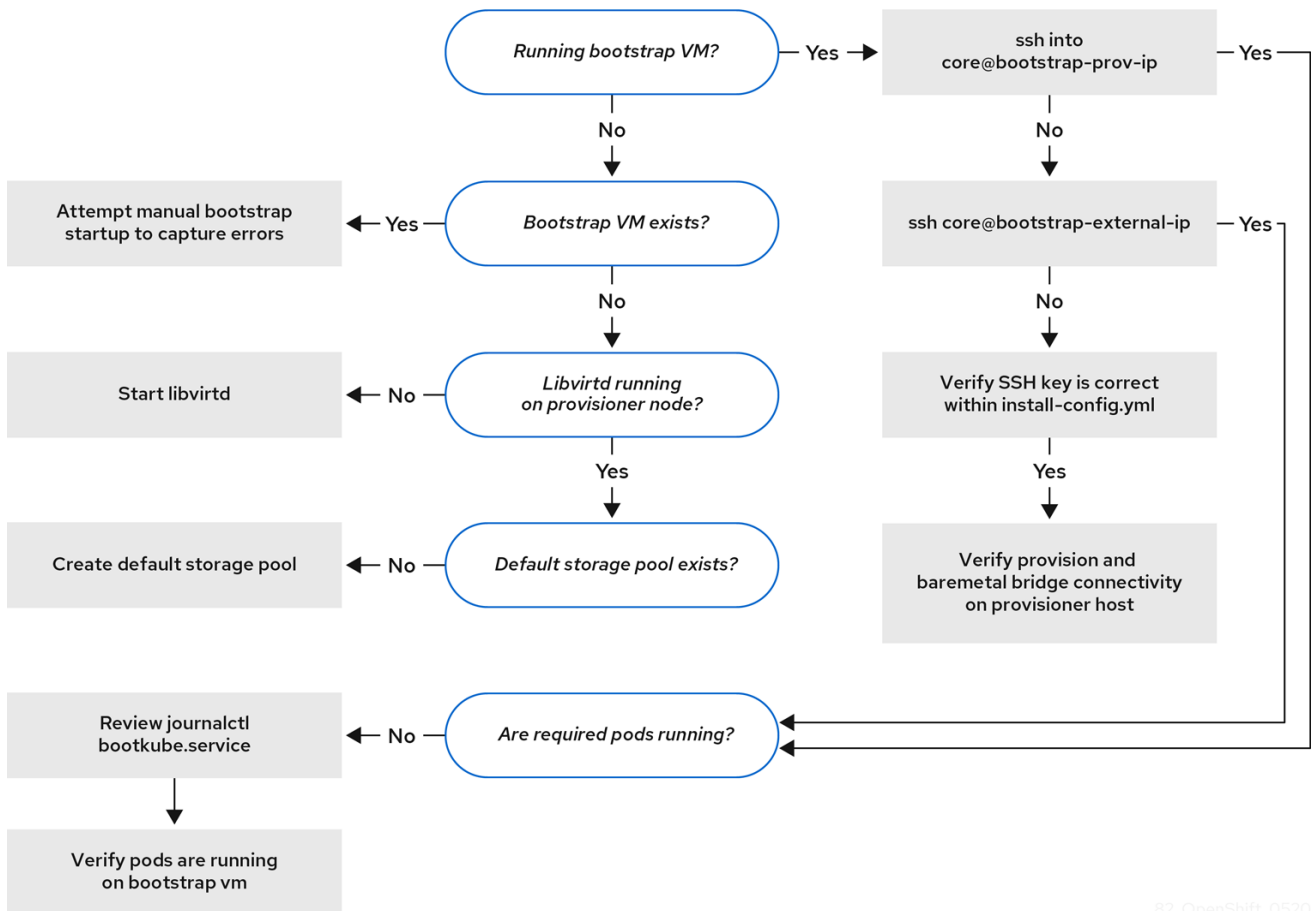 Running bootstrap VM?
Yes
ssh into
core@bootstrap-prov-ip
Yes
No
No
Attempt manual bootstrap
startup to capture errors
Yes
Bootstrap VM exists?
ssh core@bootstrap-external-ip
Yes
No
No
Start libvirtd
No
Libvirtd running
on provisioner node?
Verify SSH key is correct
within install-config.yml
Yes
Yes
Create default storage pool
No
Default storage pool exists?
Verify provision and
baremetal bridge connectivity
on provisioner host
Review journalctl
bootkube.service
No
Are required pods running?
Verify pods are running
on bootstrap vm
82_OpenShift_0520